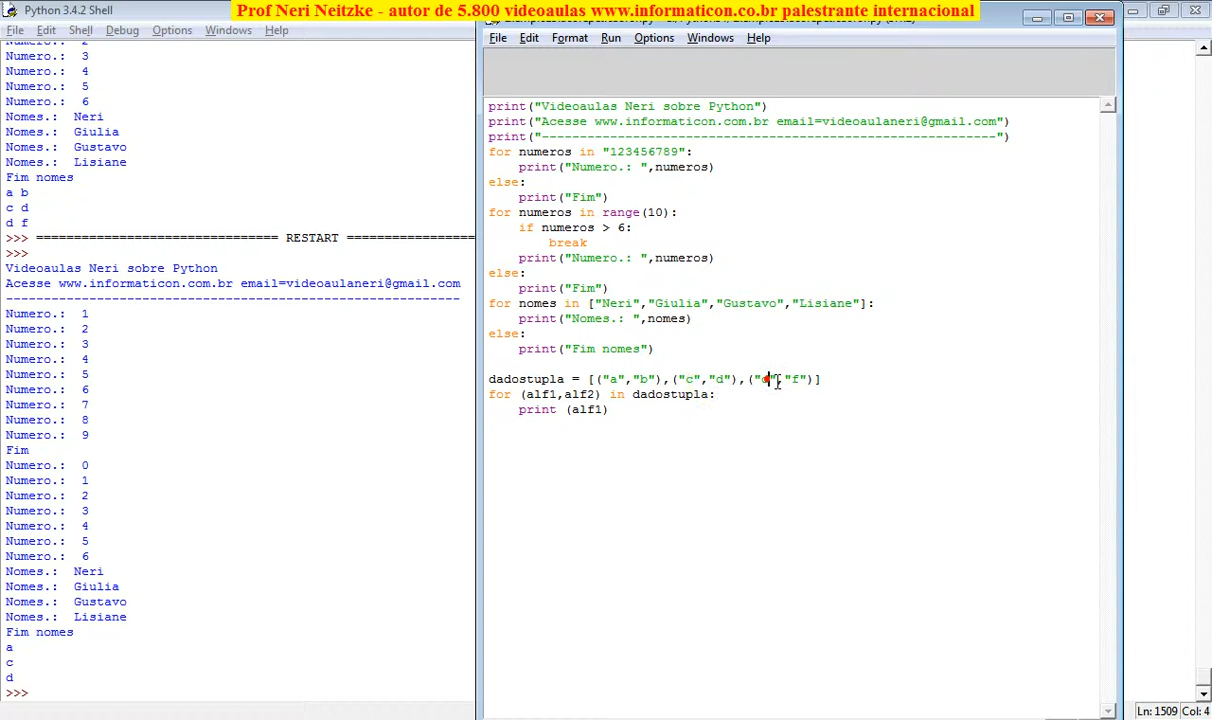 Prof Neri Neitzke - autor de 5.800 videoaulas www.informaticon.co.br palestrante internacional
Python 3.4.2 Shell
File Edit Shell Debug Options Windows Help
Numero.: 3
Numero.: 4
Numero.: 5
Numero.: 6
Nomes.: Neri
Nomes.: Giulia
Nomes.: Gustavo
Nomes.: Lisiane
Fim nomes
a b
c d
d f
>>> ================================ RESTART =================
>>>
Videoaulas Neri sobre Python
Acesse www.informaticon.com.br email=videoaulaneri@gmail.com
-------------------------------------------------------------
Numero.: 1
Numero.: 2
Numero.: 3
Numero.: 4
Numero.: 5
Numero.: 6
Numero.: 7
Numero.: 8
Numero.: 9
Fim
Numero.: 0
Numero.: 1
Numero.: 2
Numero.: 3
Numero.: 4
Numero.: 5
Numero.: 6
Nomes.: Neri
Nomes.: Giulia
Nomes.: Gustavo
Nomes.: Lisiane
Fim nomes
a
c
d
>>>
File Edit Format Run Options Windows Help
print("Videoaulas Neri sobre Python")
print("Acesse www.informaticon.com.br email=videoaulaneri@gmail.com")
print("-------------------------------------------------------------")
for numeros in "123456789":
    print("Numero.: ",numeros)
else:
    print("Fim")
for numeros in range(10):
    if numeros > 6:
        break
    print("Numero.: ",numeros)
else:
    print("Fim")
for nomes in ["Neri","Giulia","Gustavo","Lisiane"]:
    print("Nomes.: ",nomes)
else:
    print("Fim nomes")
dadostupla = [("a","b"),("c","d"),("d","f")]
for (alf1,alf2) in dadostupla:
    print (alf1)
Ln: 1509 Col: 4